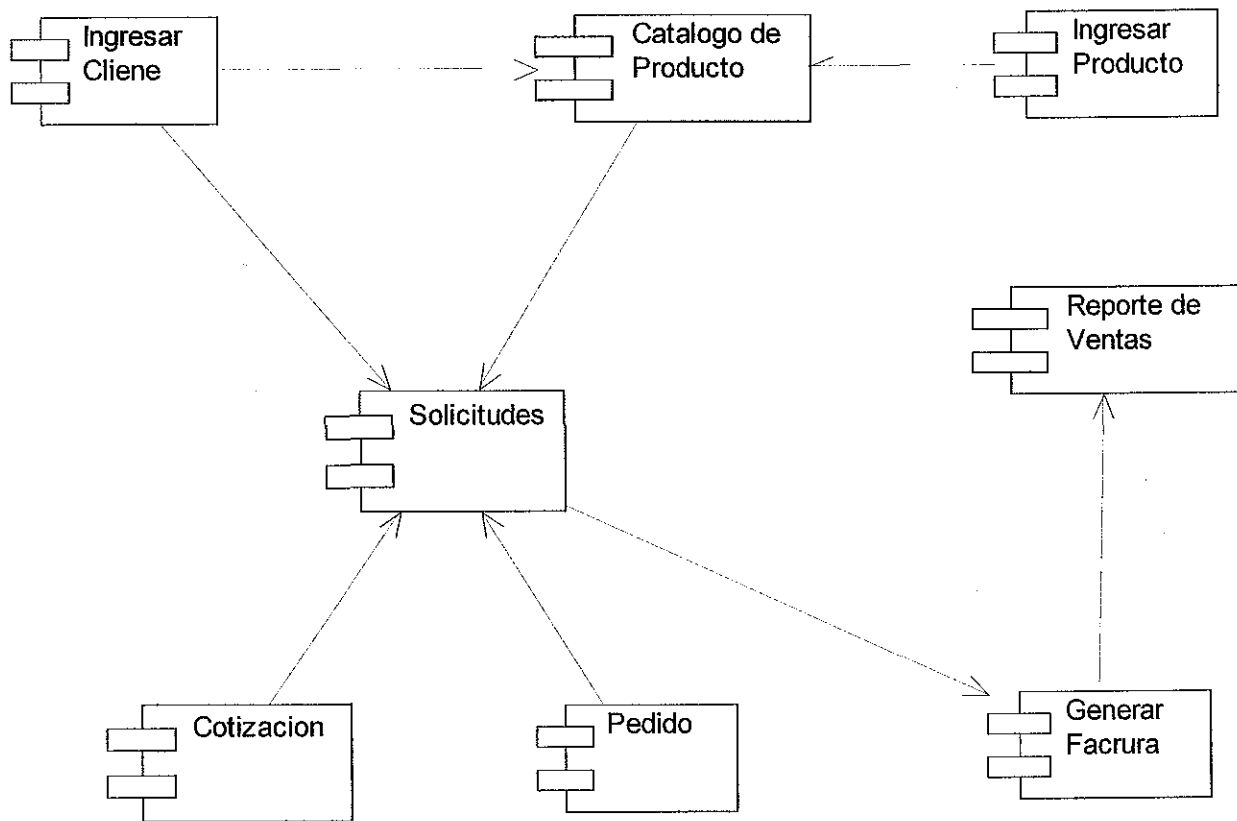 Ingresar
Cliene
Catalogo de
Producto
Ingresar
Producto
Reporte de
Ventas
Solicitudes
Cotizacion
Pedido
Generar
Facrura